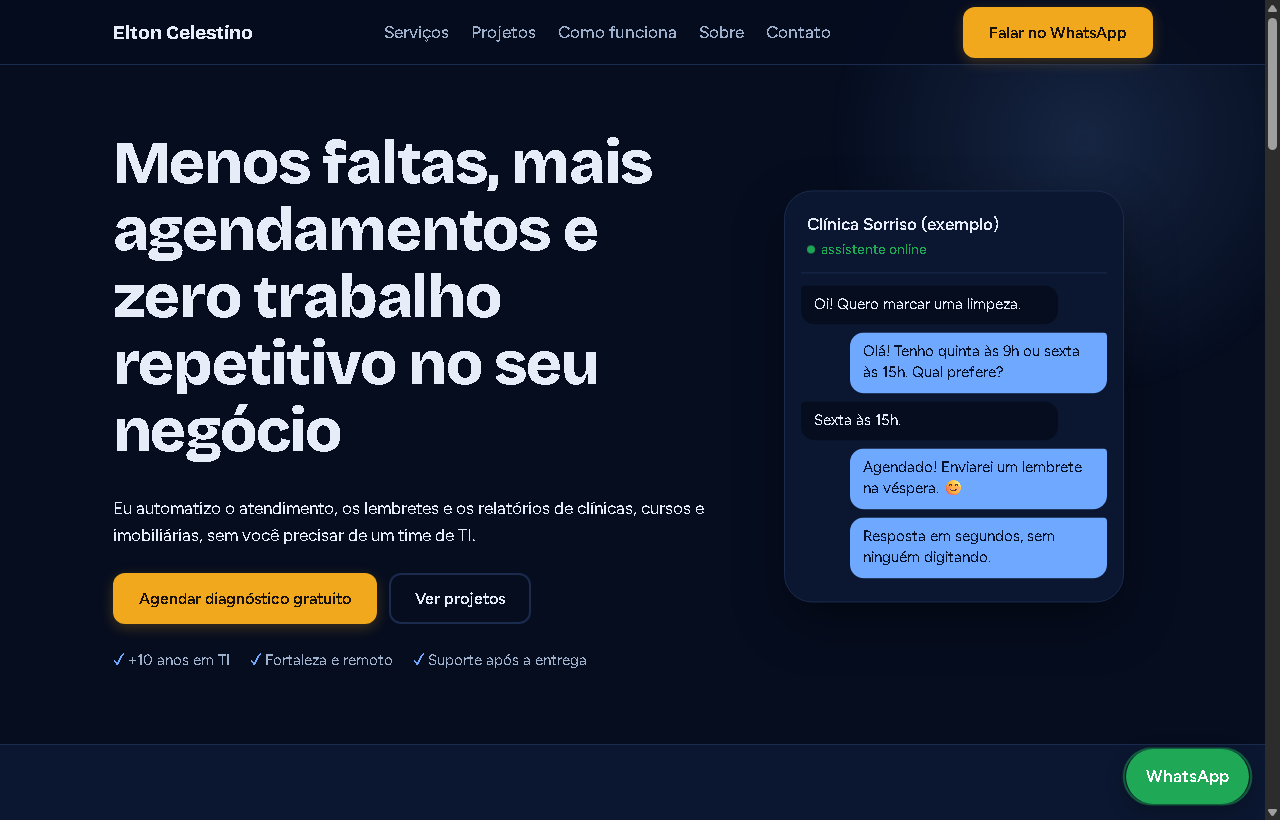 Elton Celestino
Serviços Projetos Como funciona Sobre Contato
Falar no WhatsApp
Menos faltas, mais
agendamentos e
zero trabalho
repetitivo no seu
negócio
Eu automatizo o atendimento, os lembretes e os relatórios de clínicas, cursos e
imobiliárias, sem você precisar de um time de TI.
Agendar diagnóstico gratuito
Ver projetos
✓ +10 anos em TI ✓ Fortaleza e remoto ✓ Suporte após a entrega
Clínica Sorriso (exemplo)
assistente online
Oi! Quero marcar uma limpeza.
Olá! Tenho quinta às 9h ou sexta
às 15h. Qual prefere?
Sexta às 15h.
Agendado! Enviarei um lembrete
na véspera. 😊
Resposta em segundos, sem
ninguém digitando.
WhatsApp